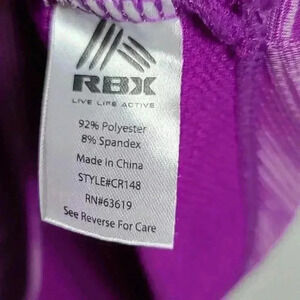 RBX
LIVE LIFE ACTIVE
92% Polyester
8% Spandex
Made in China
STYLE#CR148
RN#63619
See Reverse For Care